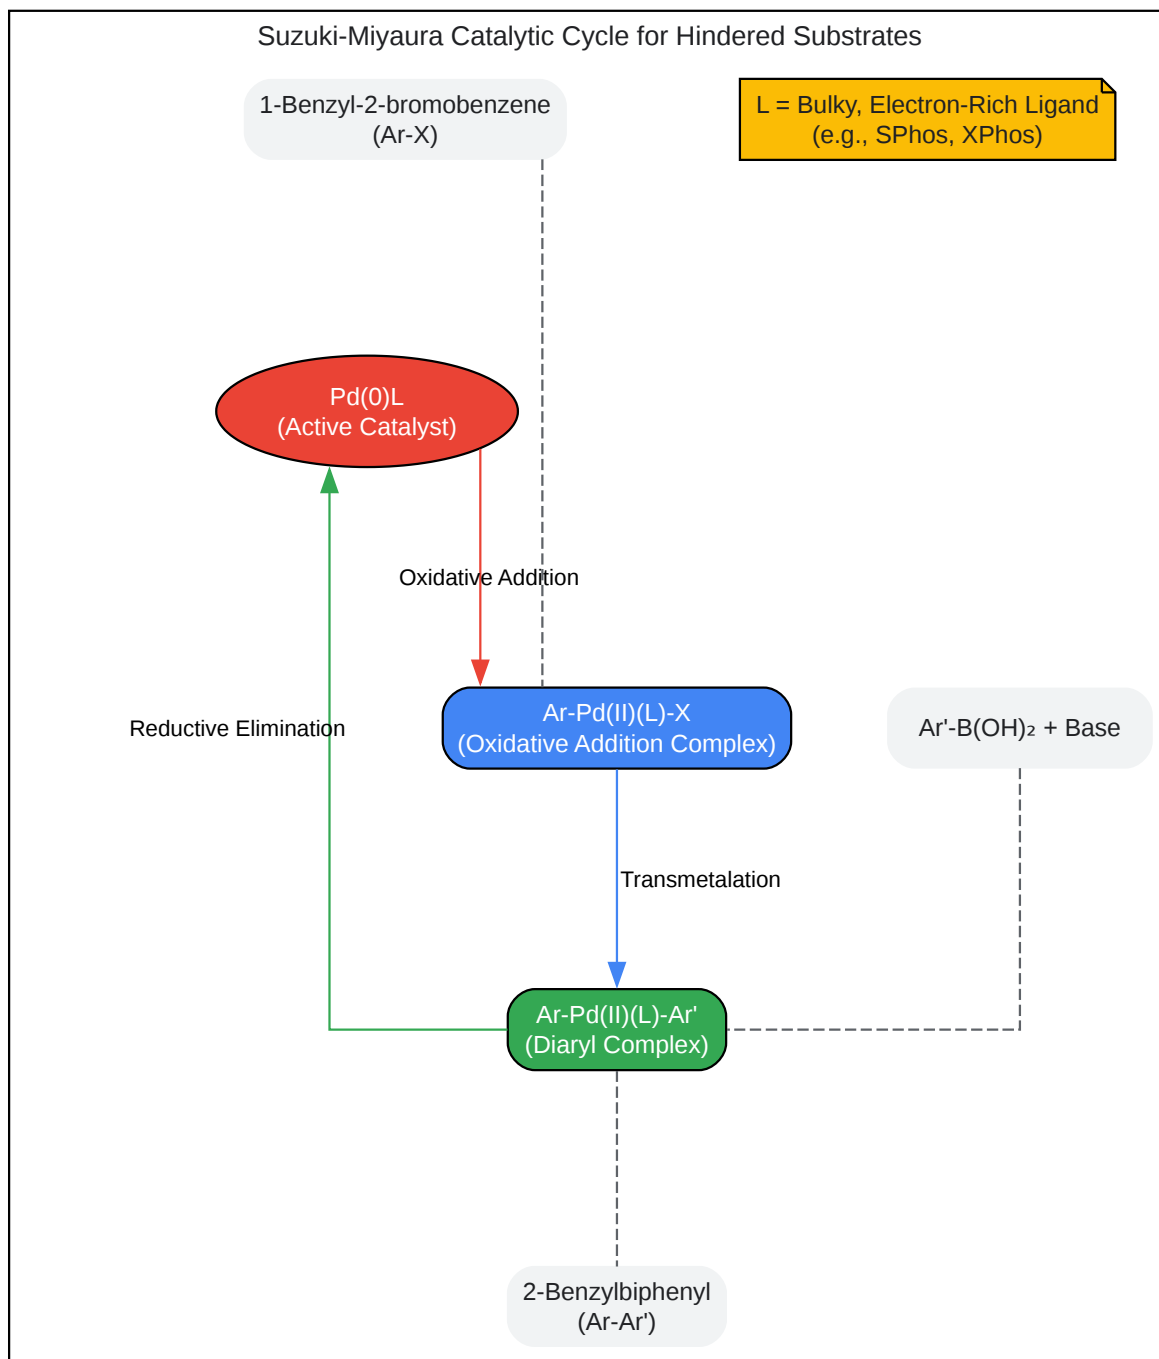 Suzuki-Miyaura Catalytic Cycle for Hindered Substrates
1-Benzyl-2-bromobenzene
(Ar-X)
L = Bulky, Electron-Rich Ligand
(e.g., SPhos, XPhos)
Pd(0)L
(Active Catalyst)
Oxidative Addition
Reductive Elimination
Ar-Pd(II)(L)-X
(Oxidative Addition Complex)
Ar'-B(OH)₂ + Base
Transmetalation
Ar-Pd(II)(L)-Ar'
(Diaryl Complex)
2-Benzylbiphenyl
(Ar-Ar')